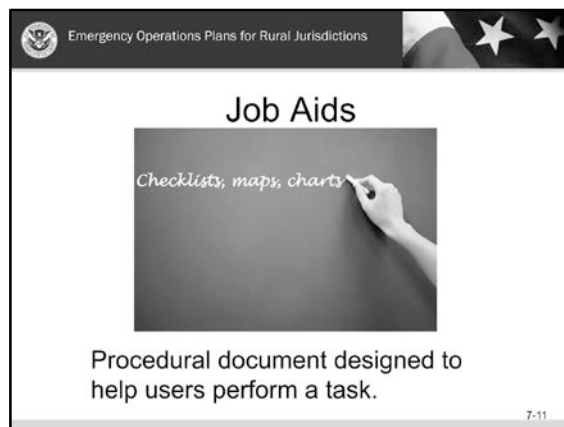 Emergency Operations Plans for Rural Jurisdictions
Job Aids
Checklists, maps, charts
Procedural document designed to
help users perform a task.
7-11